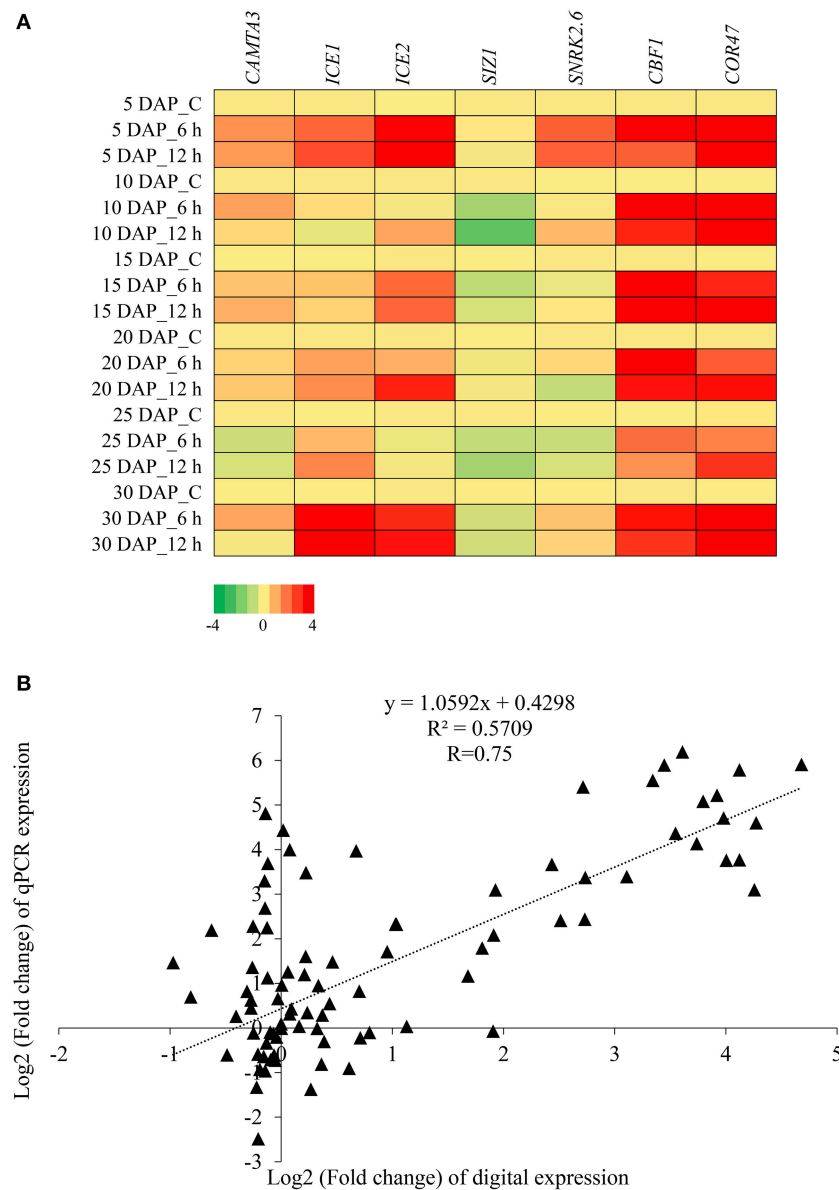 A
CAMTA3 ICE1 ICE2 SIZ1 SNRK2.6 CBF1 COR47
5 DAP_C
5 DAP_6 h
5 DAP_12 h
10 DAP_C
10 DAP_6 h
10 DAP_12 h
15 DAP_C
15 DAP_6 h
15 DAP_12 h
20 DAP_C
20 DAP_6 h
20 DAP_12 h
25 DAP_C
25 DAP_6 h
25 DAP_12 h
30 DAP_C
30 DAP_6 h
30 DAP_12 h
-4 0 4
B
y = 1.0592x + 0.4298
R² = 0.5709
R=0.75
Log2 (Fold change) of qPCR expression
7
6
5
4
3
2
1
0
-1
-2
-3
-2 -1 0 1 2 3 4 5
Log2 (Fold change) of digital expression